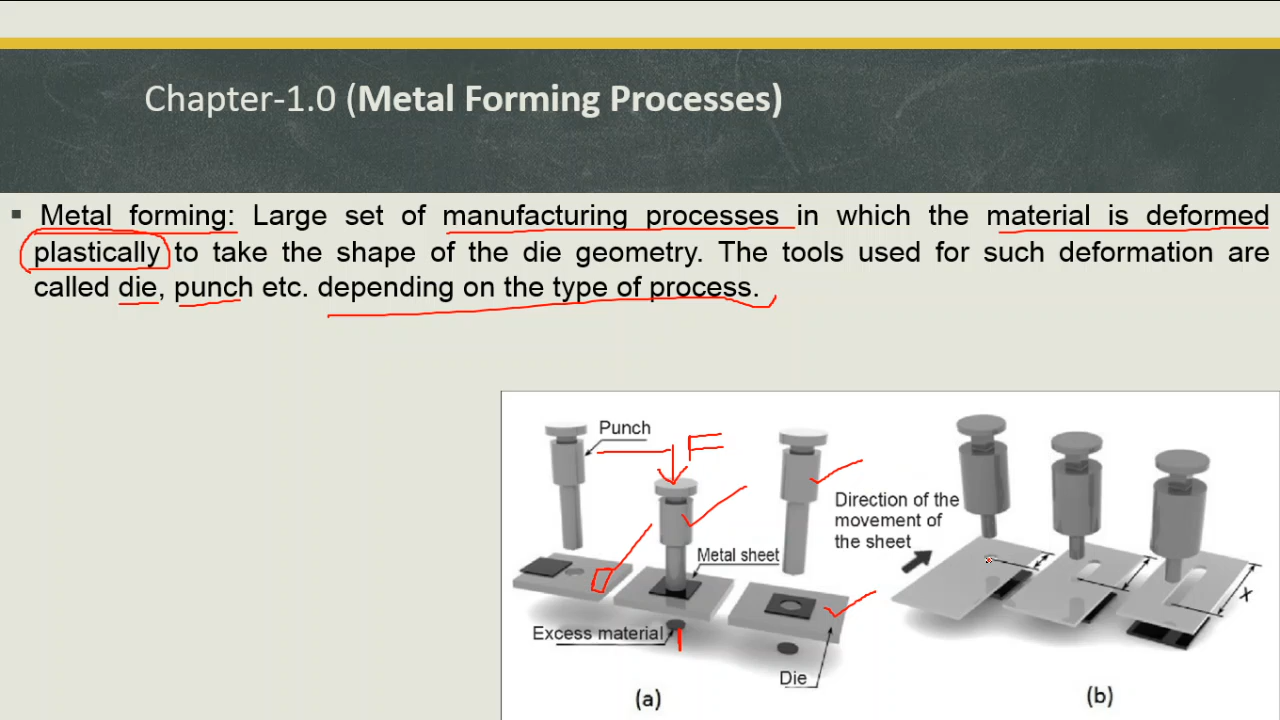 Chapter-1.0 (Metal Forming Processes)
▪ Metal forming: Large set of manufacturing processes in which the material is deformed
plastically to take the shape of the die geometry. The tools used for such deformation are
called die, punch etc. depending on the type of process.
Punch
F
Metal sheet
Excess material
Die
(a)
Direction of the
movement of
the sheet
X
(b)